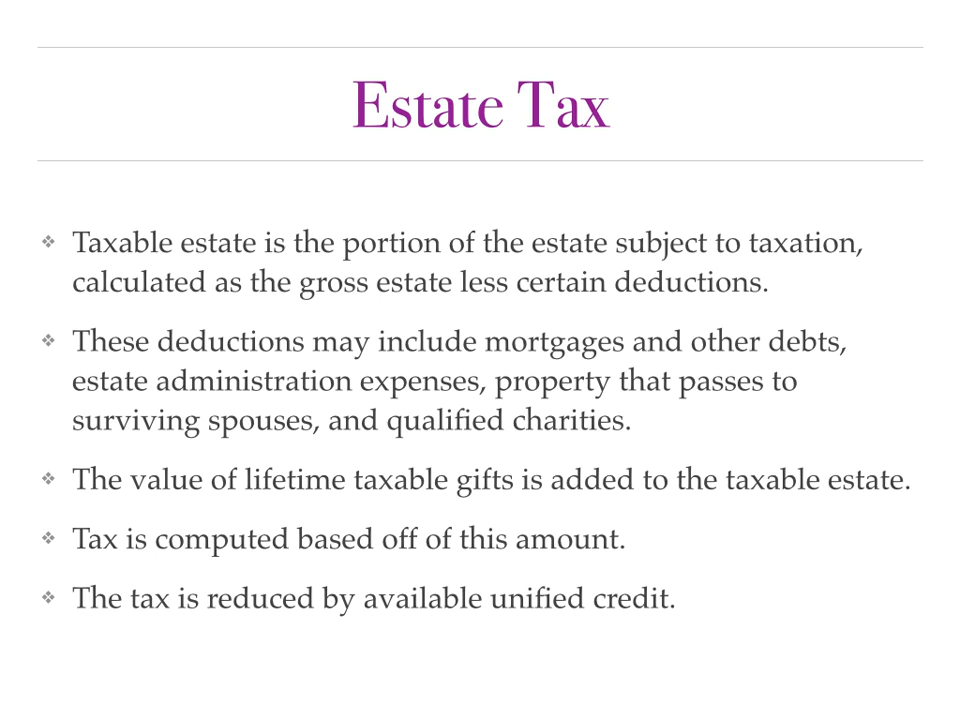 Estate Tax
❖ Taxable estate is the portion of the estate subject to taxation,
calculated as the gross estate less certain deductions.
❖ These deductions may include mortgages and other debts,
estate administration expenses, property that passes to
surviving spouses, and qualified charities.
❖ The value of lifetime taxable gifts is added to the taxable estate.
❖ Tax is computed based off of this amount.
❖ The tax is reduced by available unified credit.